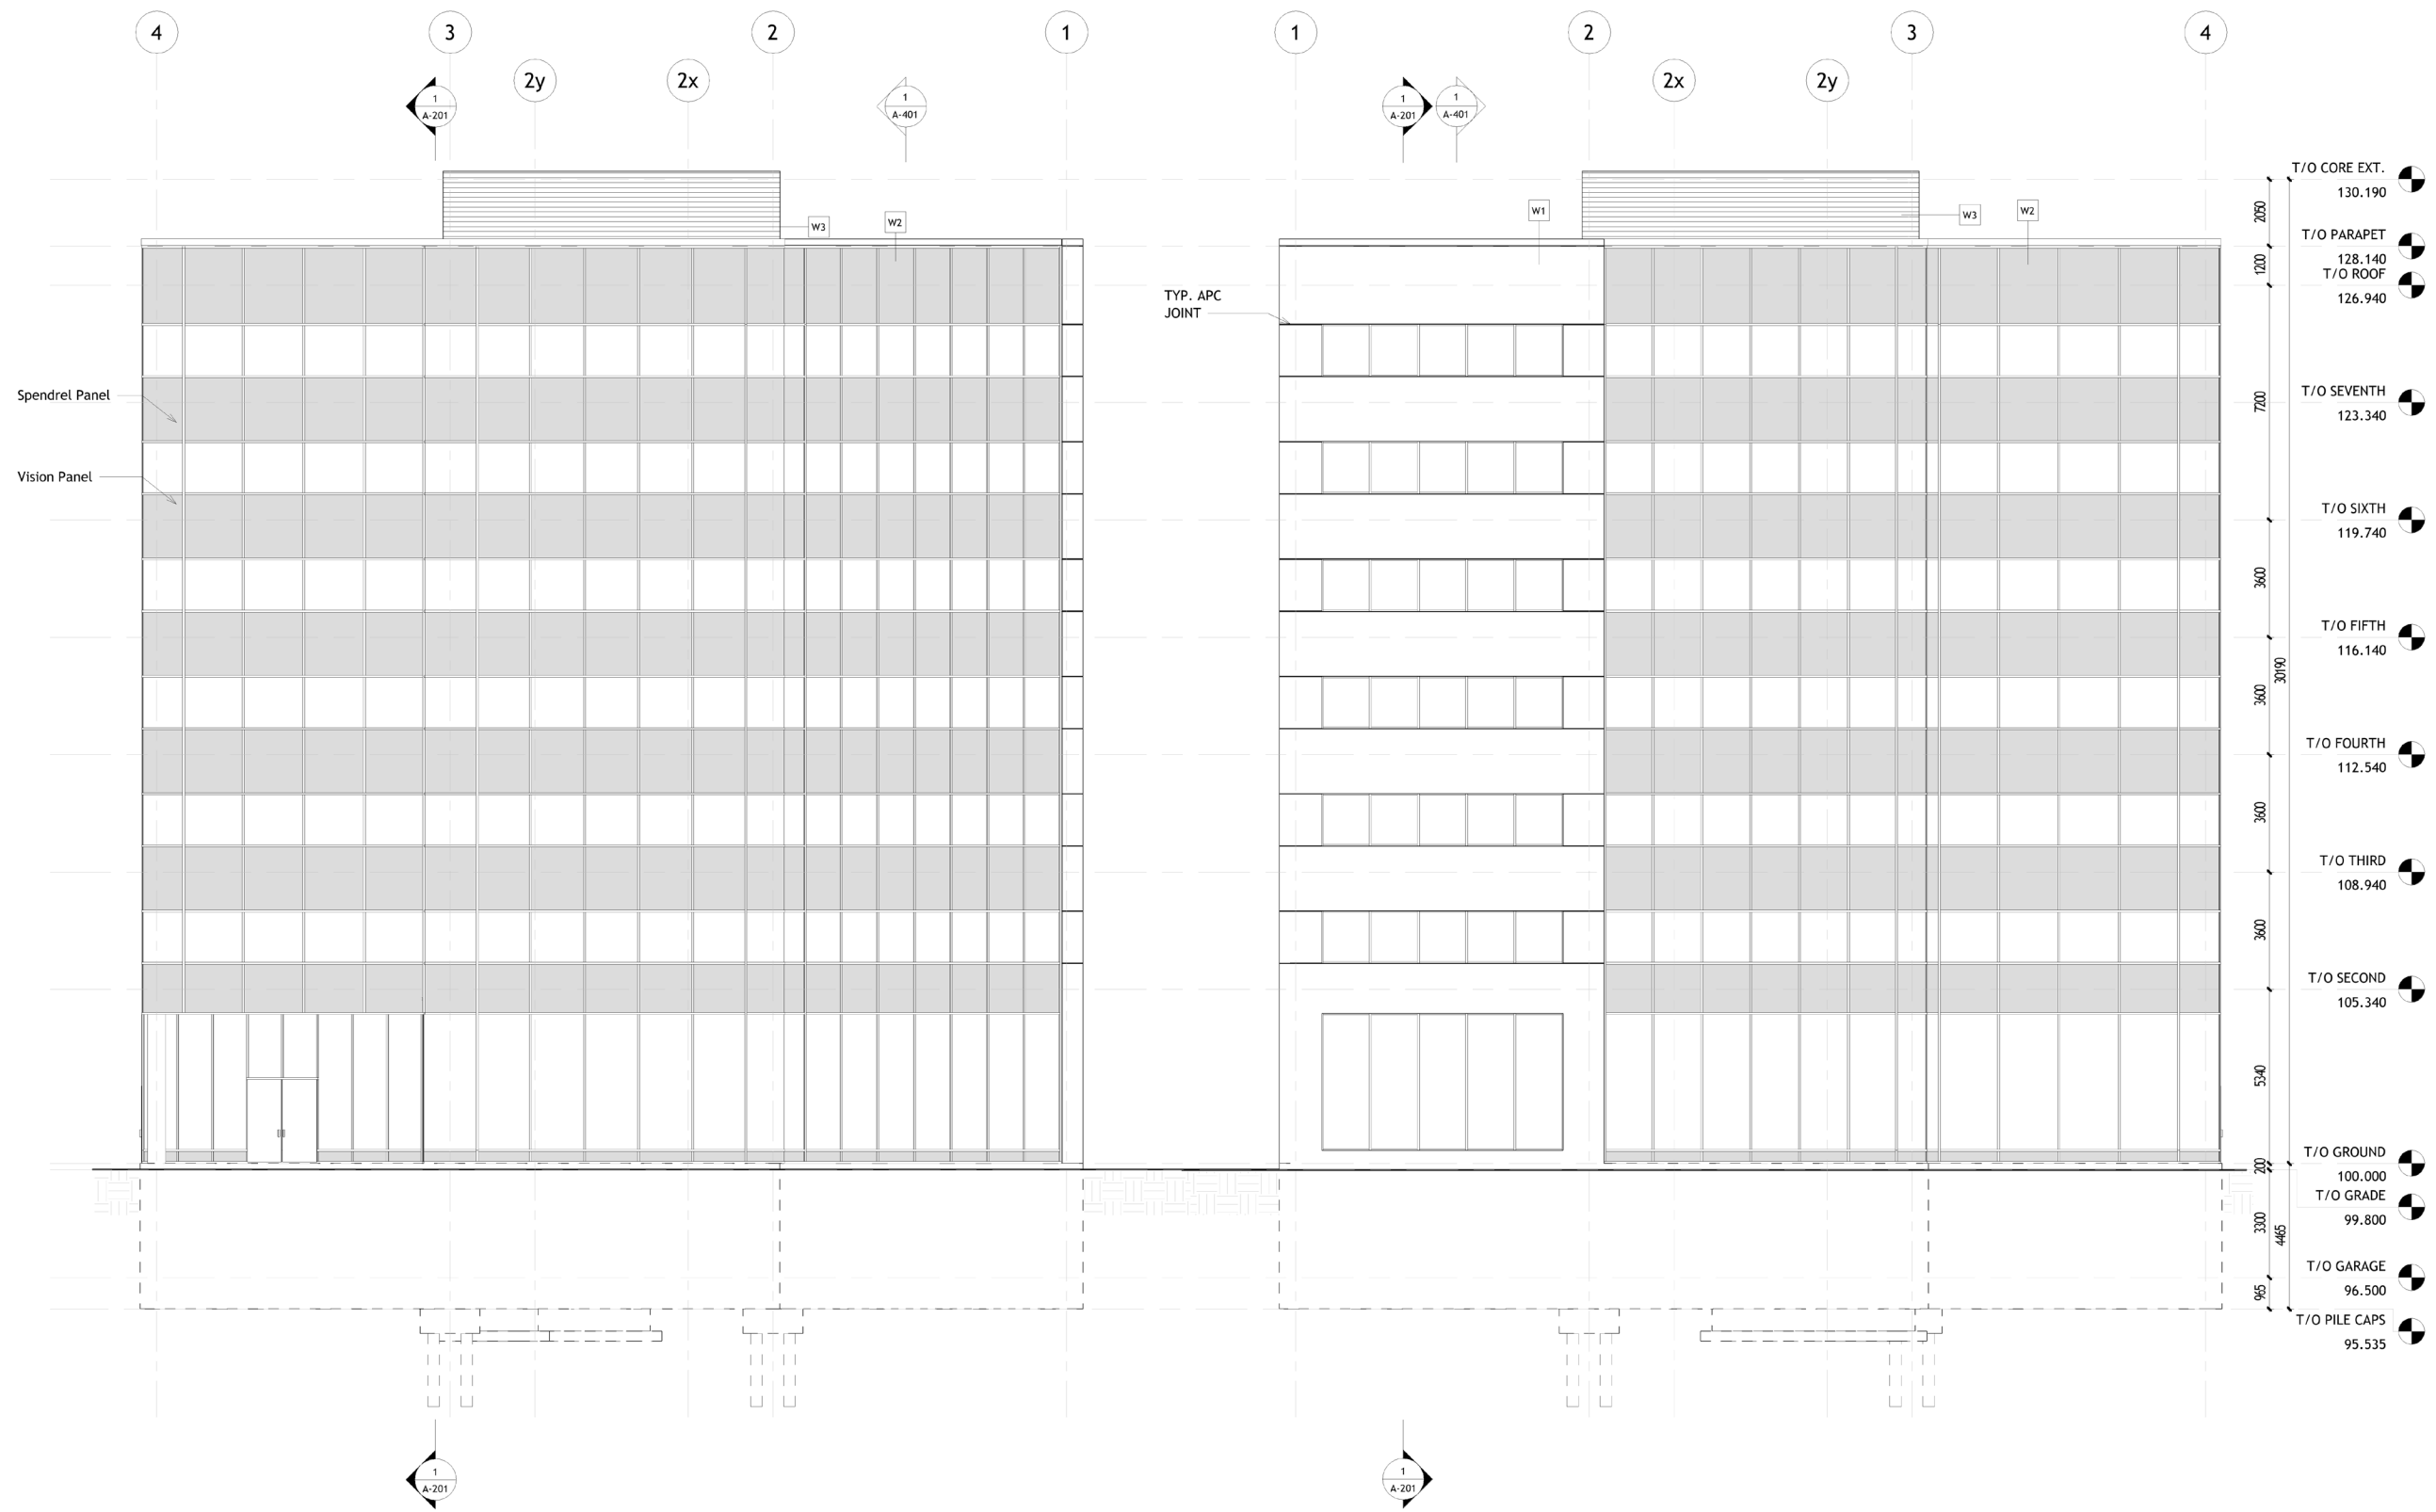 4
3
2
1
1
2
3
4
2y
2x
2x
2y
1
A-201
1
A-401
1
A-201
1
A-401
W3
W2
W1
W3
W2
TYP. APC
JOINT
Spendrel Panel
Vision Panel
T/O CORE EXT.
130.190
2050
T/O PARAPET
128.140
1200
T/O ROOF
126.940
T/O SEVENTH
123.340
7200
T/O SIXTH
119.740
3600
T/O FIFTH
116.140
30190
3600
T/O FOURTH
112.540
3600
T/O THIRD
108.940
3600
T/O SECOND
105.340
5340
T/O GROUND
100.000
200
T/O GRADE
99.800
3300
4465
T/O GARAGE
96.500
965
T/O PILE CAPS
95.535
1
A-201
1
A-201